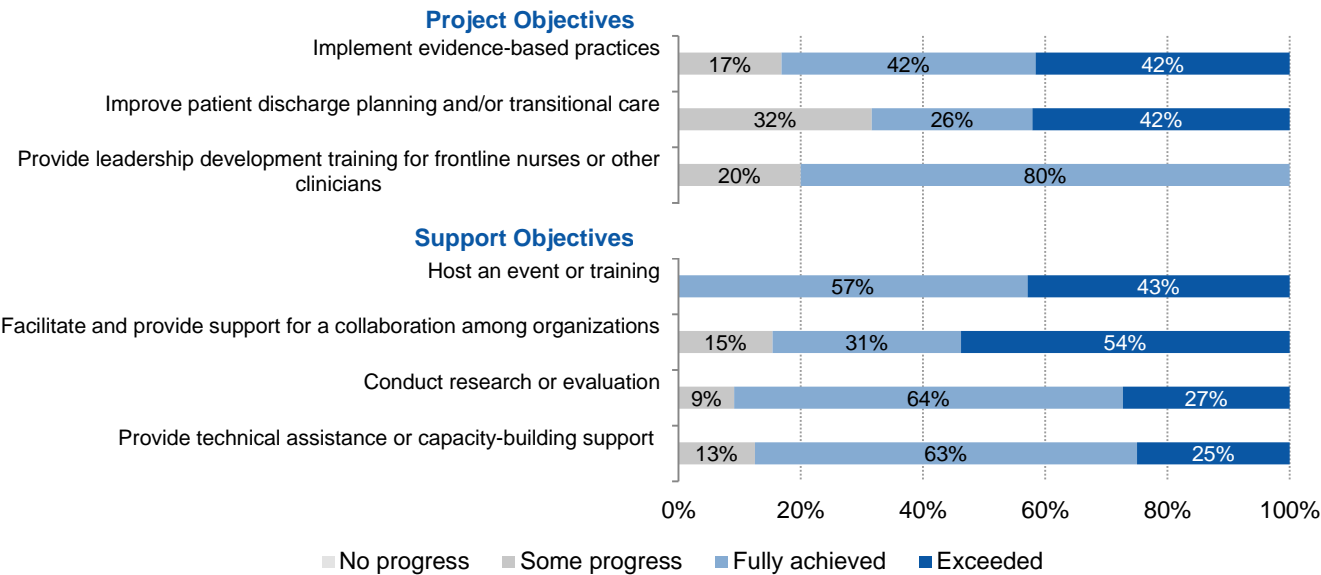 Project Objectives
Implement evidence-based practices
17% 42% 42%
Improve patient discharge planning and/or transitional care
32% 26% 42%
Provide leadership development training for frontline nurses or other
clinicians
20% 80%
Support Objectives
Host an event or training
57% 43%
Facilitate and provide support for a collaboration among organizations
15% 31% 54%
Conduct research or evaluation
9% 64% 27%
Provide technical assistance or capacity-building support
13% 63% 25%
0% 20% 40% 60% 80% 100%
No progress Some progress Fully achieved Exceeded